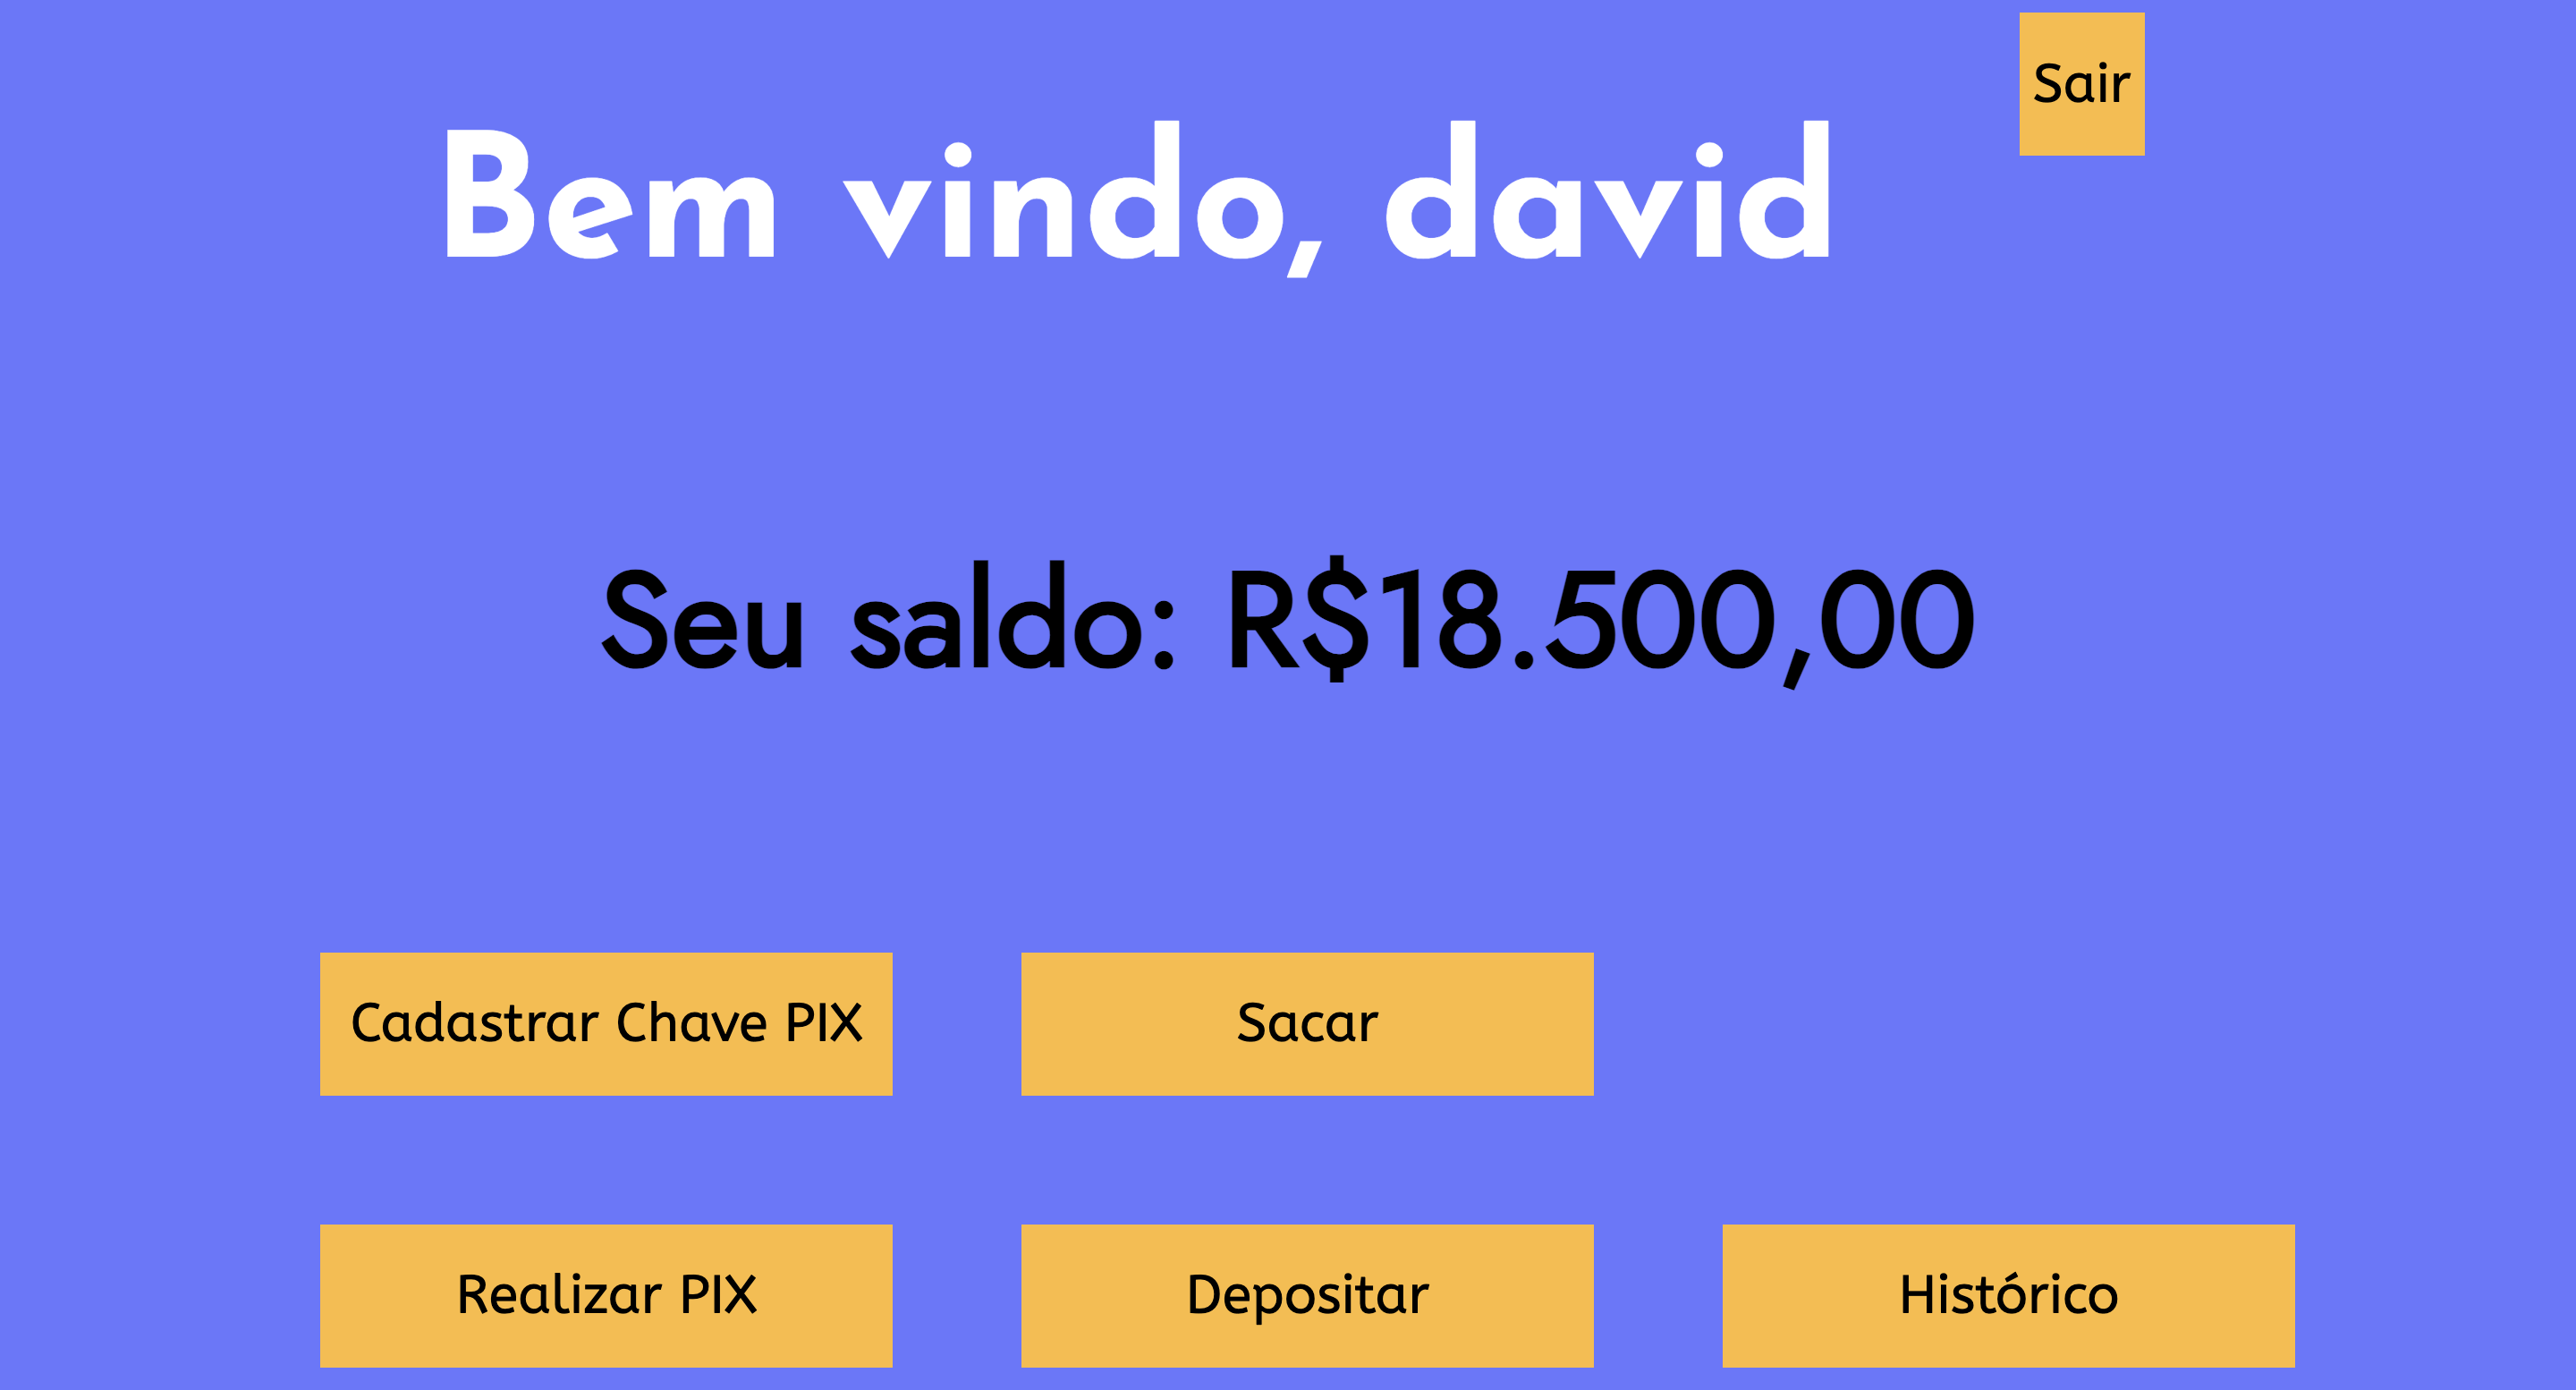 Sair
Bem vindo, david
Seu saldo: R$18.500,00
Cadastrar Chave PIX
Sacar
Realizar PIX
Depositar
Histórico